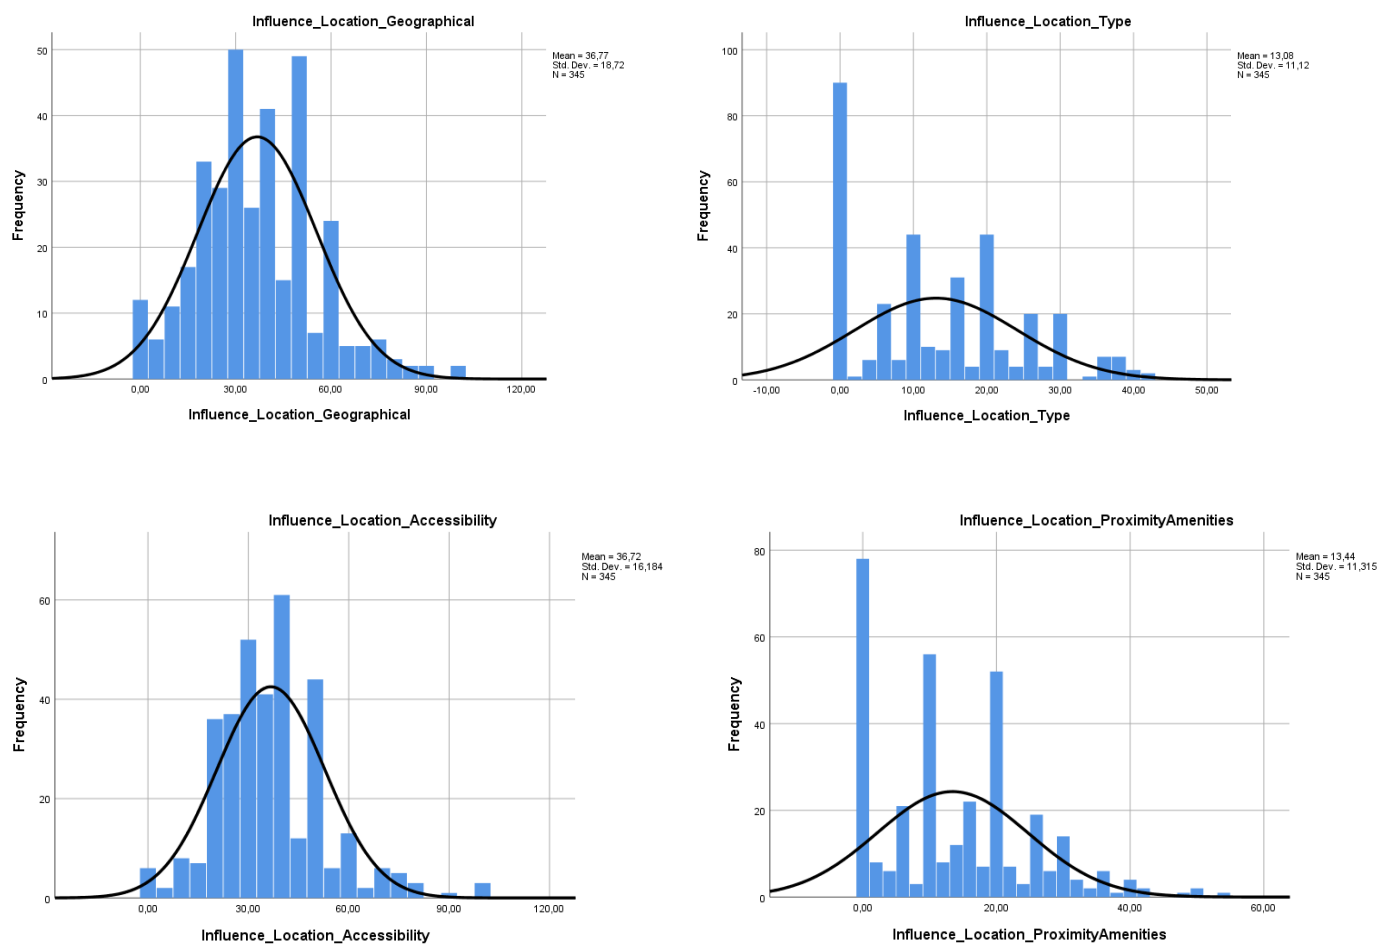 Influence_Location_Geographical
Mean = 36,77
Std. Dev. = 18,72
N = 345
50
40
30
20
10
0
Frequency
0,00 30,00 60,00 90,00 120,00
Influence_Location_Geographical
Influence_Location_Type
Mean = 13,08
Std. Dev. = 11,12
N = 345
100
80
60
40
20
0
Frequency
-10,00 0,00 10,00 20,00 30,00 40,00 50,00
Influence_Location_Type
Influence_Location_Accessibility
Mean = 36,72
Std. Dev. = 16,184
N = 345
60
40
20
0
Frequency
0,00 30,00 60,00 90,00 120,00
Influence_Location_Accessibility
Influence_Location_ProximityAmenities
Mean = 13,44
Std. Dev. = 11,315
N = 345
80
60
40
20
0
Frequency
0,00 20,00 40,00 60,00
Influence_Location_ProximityAmenities